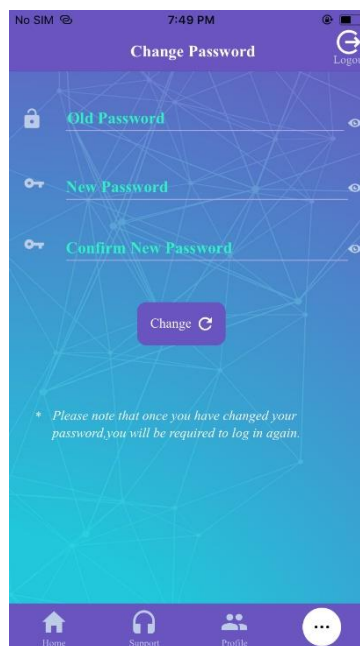 No SIM 7:49 PM
Change Password
Logout
Old Password
New Password
Confirm New Password
Change
* Please note that once you have changed your
password,you will be required to log in again.
Home Support Profile